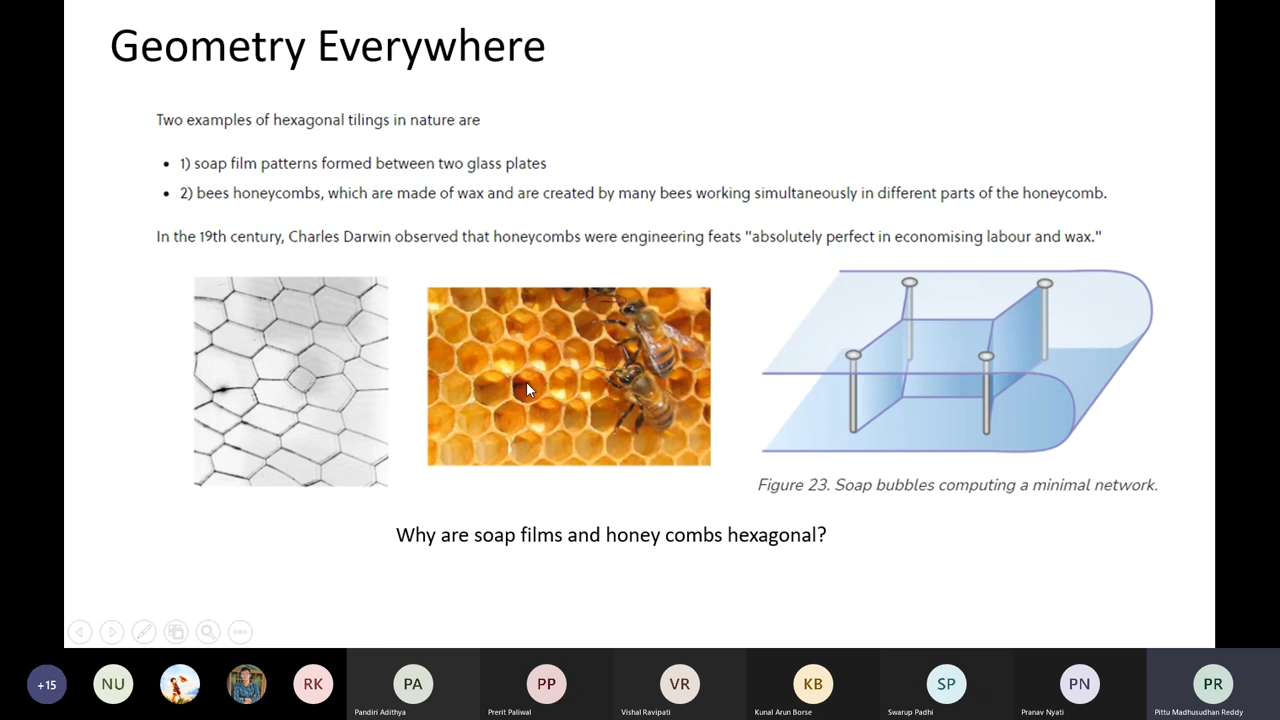 Geometry Everywhere
Two examples of hexagonal tilings in nature are
• 1) soap film patterns formed between two glass plates
• 2) bees honeycombs, which are made of wax and are created by many bees working simultaneously in different parts of the honeycomb.
In the 19th century, Charles Darwin observed that honeycombs were engineering feats "absolutely perfect in economising labour and wax."
Figure 23. Soap bubbles computing a minimal network.
Why are soap films and honey combs hexagonal?
+15
NU
RK
PA
PP
VR
KB
SP
PN
PR
Pandiri Adithya
Prerit Paliwal
Vishal Ravipati
Kunal Arun Borse
Swarup Padhi
Pranav Nyati
Pittu Madhusudhan Reddy